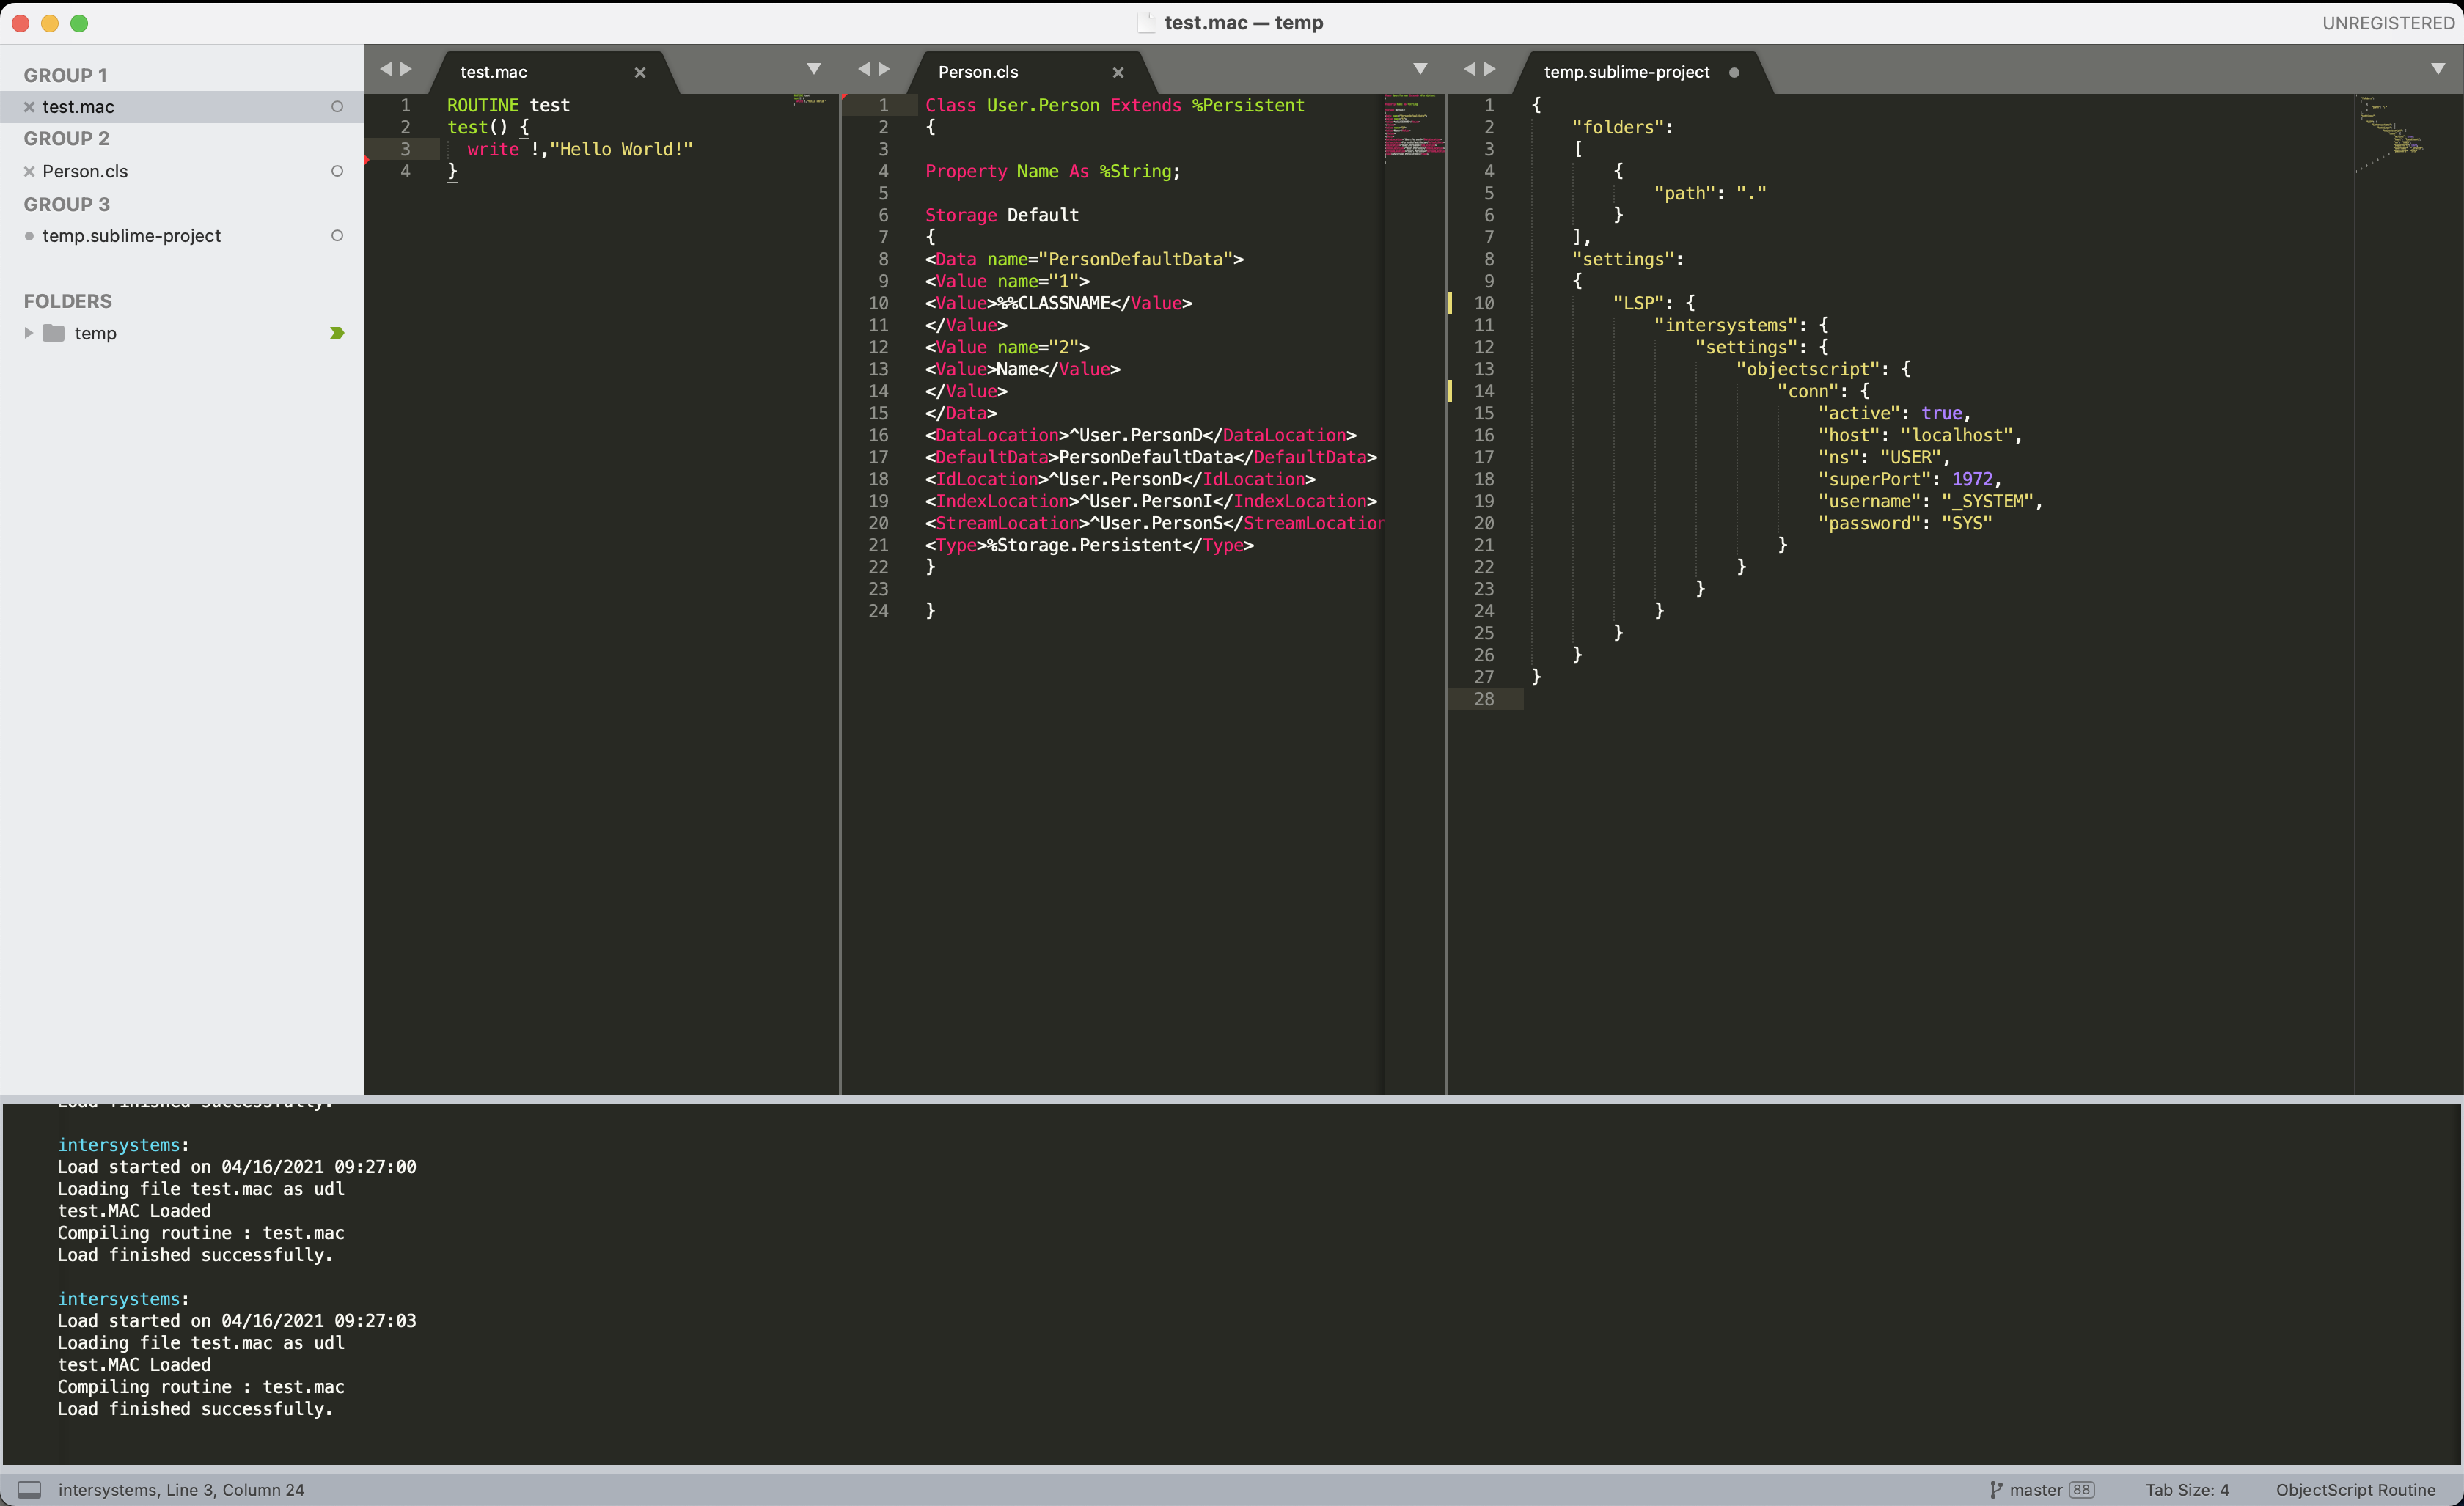 test.mac — temp
UNREGISTERED
GROUP 1
test.mac
GROUP 2
Person.cls
GROUP 3
temp.sublime-project
FOLDERS
temp
test.mac
1 ROUTINE test
2 test() {
3 write !,"Hello World!"
4 }
Person.cls
1 Class User.Person Extends %Persistent
2 {
3
4 Property Name As %String;
5
6 Storage Default
7 {
8 <Data name="PersonDefaultData">
9 <Value name="1">
10 <Value>%%CLASSNAME</Value>
11 </Value>
12 <Value name="2">
13 <Value>Name</Value>
14 </Value>
15 </Data>
16 <DataLocation>^User.PersonD</DataLocation>
17 <DefaultData>PersonDefaultData</DefaultData>
18 <IdLocation>^User.PersonD</IdLocation>
19 <IndexLocation>^User.PersonI</IndexLocation>
20 <StreamLocation>^User.PersonS</StreamLocation
21 <Type>%Storage.Persistent</Type>
22 }
23
24 }
temp.sublime-project
1 {
2 "folders":
3 [
4 {
5 "path": "."
6 }
7 ],
8 "settings":
9 {
10 "LSP": {
11 "intersystems": {
12 "settings": {
13 "objectscript": {
14 "conn": {
15 "active": true,
16 "host": "localhost",
17 "ns": "USER",
18 "superPort": 1972,
19 "username": "_SYSTEM",
20 "password": "SYS"
21 }
22 }
23 }
24 }
25 }
26 }
27 }
28
Load finished successfully.
intersystems:
Load started on 04/16/2021 09:27:00
Loading file test.mac as udl
test.MAC Loaded
Compiling routine : test.mac
Load finished successfully.
intersystems:
Load started on 04/16/2021 09:27:03
Loading file test.mac as udl
test.MAC Loaded
Compiling routine : test.mac
Load finished successfully.
intersystems, Line 3, Column 24
master 88
Tab Size: 4
ObjectScript Routine